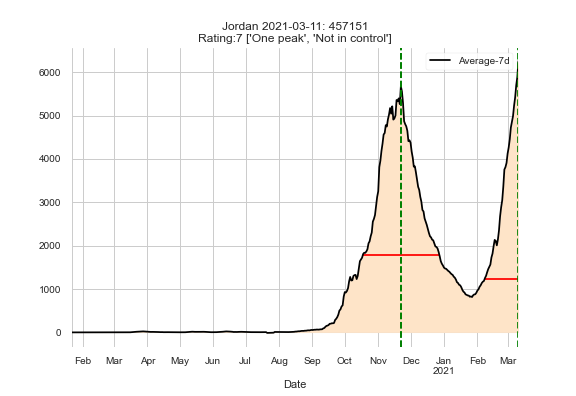 Jordan 2021-03-11: 457151
Rating:7 ['One peak', 'Not in control']
Average-7d
6000
5000
4000
3000
2000
1000
0
Feb Mar Apr May Jun Jul Aug Sep Oct Nov Dec Jan Feb Mar
2021
Date